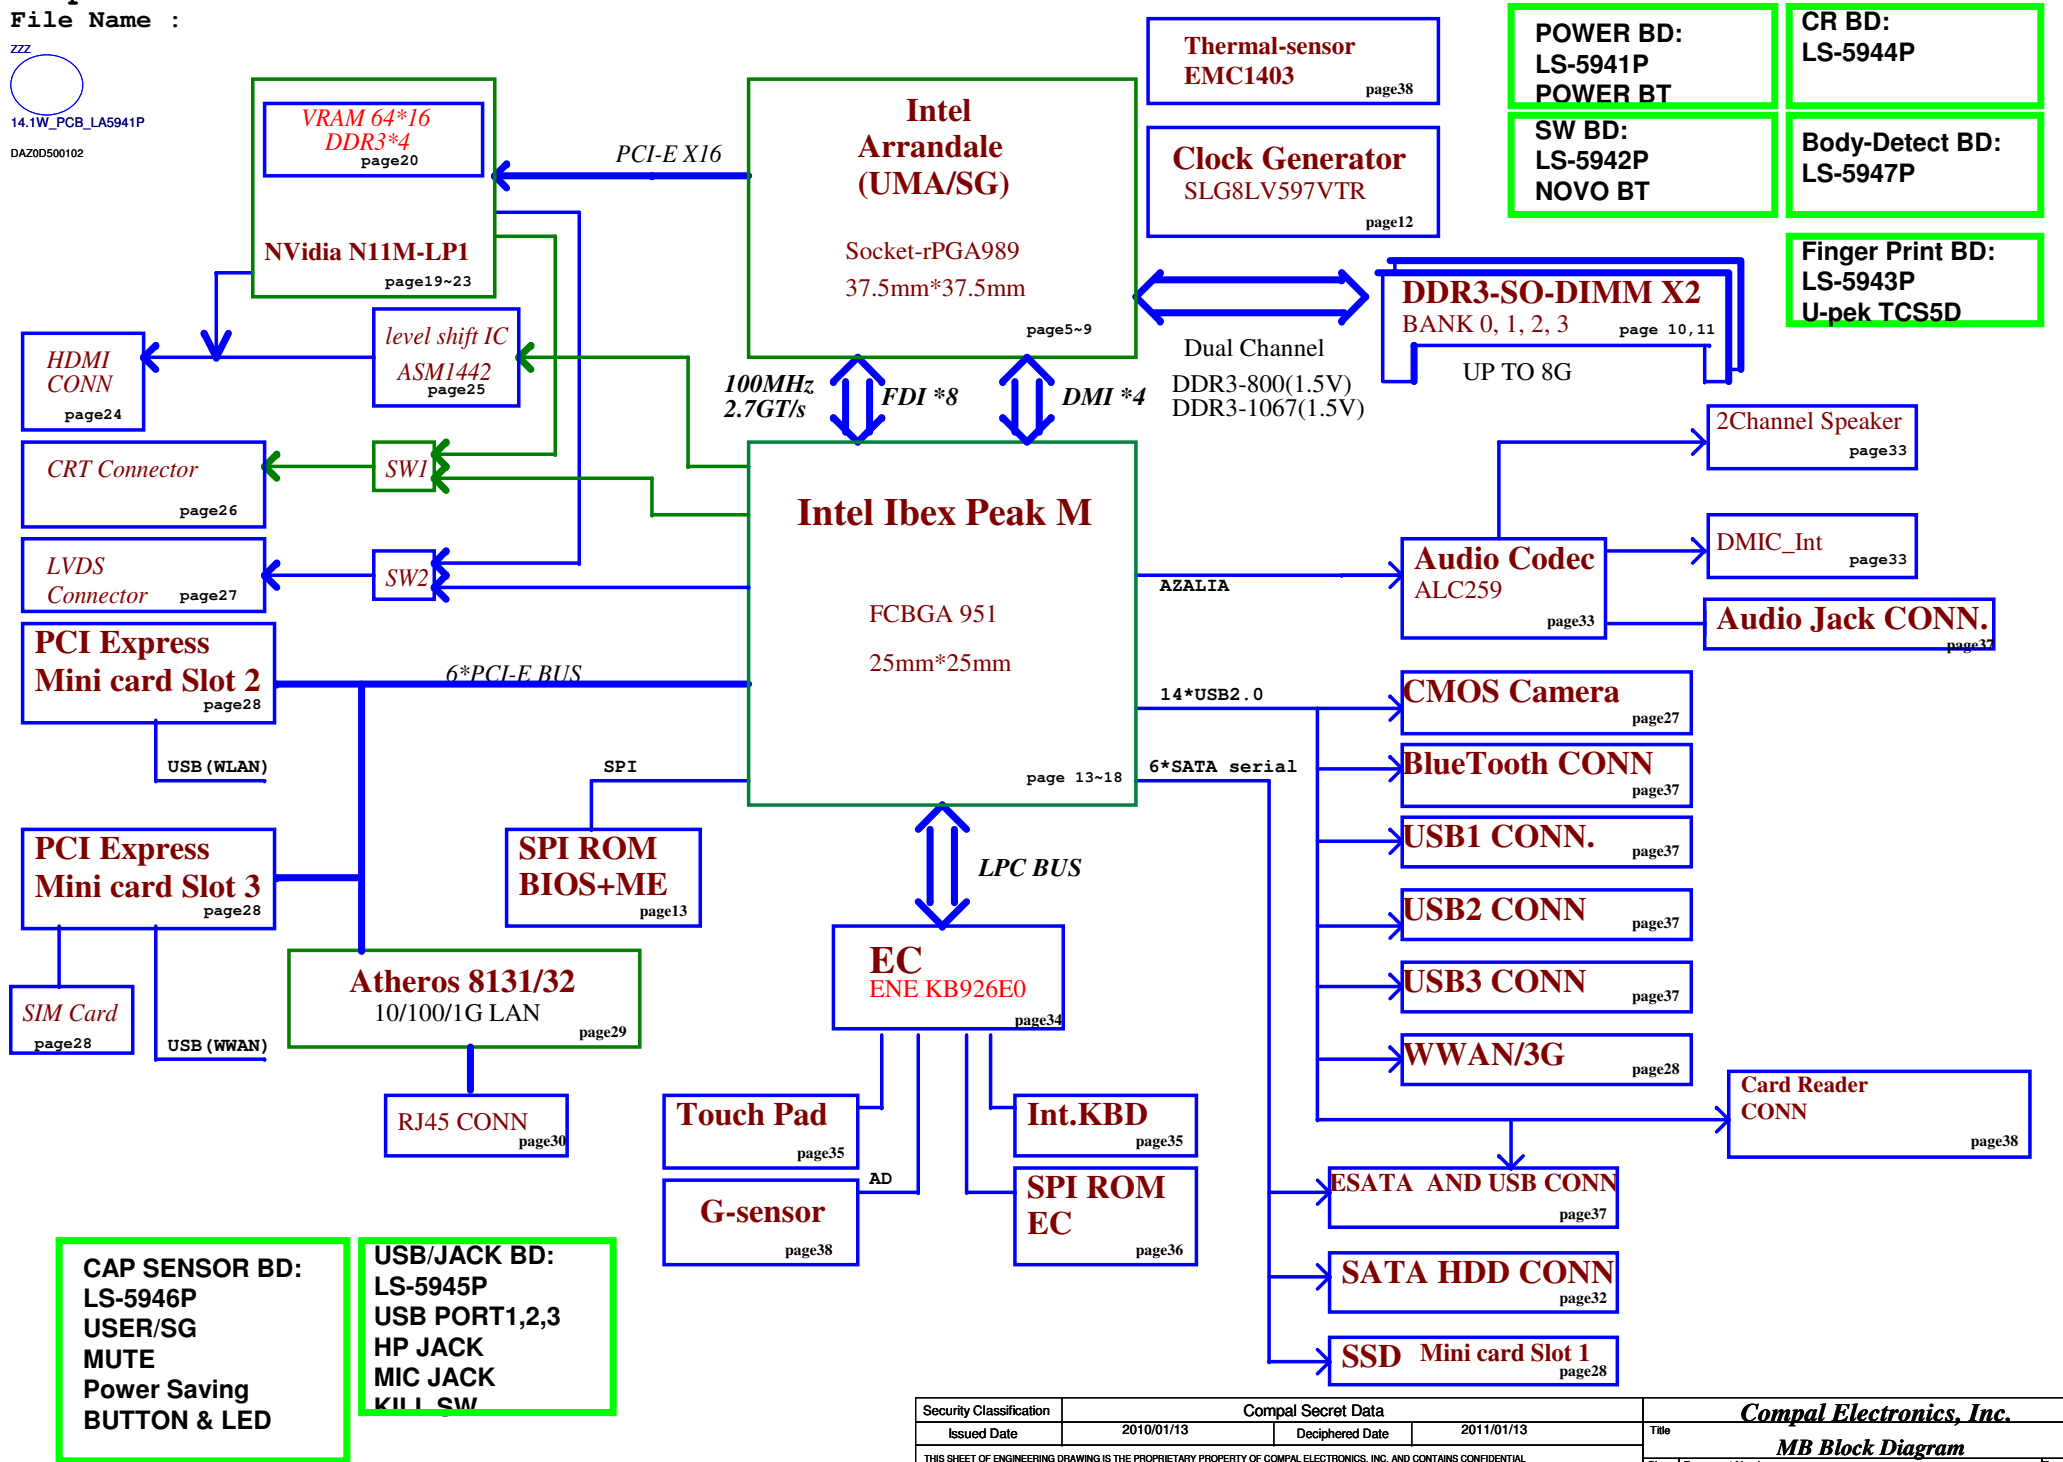 File Name :
ZZZ
14.1W_PCB_LA5941P
DAZ0D500102
VRAM 64*16
DDR3*4
page20
NVidia N11M-LP1
page19~23
PCI-E X16
Intel
Arrandale
(UMA/SG)
Socket-rPGA989
37.5mm*37.5mm
page5~9
Thermal-sensor
EMC1403
page38
Clock Generator
SLG8LV597VTR
page12
POWER BD:
LS-5941P
POWER BT
CR BD:
LS-5944P
SW BD:
LS-5942P
NOVO BT
Body-Detect BD:
LS-5947P
Finger Print BD:
LS-5943P
U-pek TCS5D
DDR3-SO-DIMM X2
BANK 0, 1, 2, 3
page 10,11
UP TO 8G
Dual Channel
DDR3-800(1.5V)
DDR3-1067(1.5V)
HDMI
CONN
page24
level shift IC
ASM1442
page25
100MHz
2.7GT/s
FDI *8
DMI *4
CRT Connector
page26
SW1
LVDS
Connector
page27
SW2
Intel Ibex Peak M
FCBGA 951
25mm*25mm
page 13~18
AZALIA
Audio Codec
ALC259
page33
2Channel Speaker
page33
DMIC_Int
page33
Audio Jack CONN.
page37
PCI Express
Mini card Slot 2
page28
6*PCI-E BUS
USB(WLAN)
SPI
14*USB2.0
6*SATA serial
CMOS Camera
page27
BlueTooth CONN
page37
USB1 CONN.
page37
USB2 CONN
page37
USB3 CONN
page37
WWAN/3G
page28
PCI Express
Mini card Slot 3
page28
SPI ROM
BIOS+ME
page13
LPC BUS
EC
ENE KB926E0
page34
SIM Card
page28
USB(WWAN)
Atheros 8131/32
10/100/1G LAN
page29
RJ45 CONN
page30
Touch Pad
page35
Int.KBD
page35
AD
G-sensor
page38
SPI ROM
EC
page36
Card Reader
CONN
page38
ESATA AND USB CONN
page37
SATA HDD CONN
page32
SSD Mini card Slot 1
page28
CAP SENSOR BD:
LS-5946P
USER/SG
MUTE
Power Saving
BUTTON & LED
USB/JACK BD:
LS-5945P
USB PORT1,2,3
HP JACK
MIC JACK
KILL SW
Security Classification
Compal Secret Data
Issued Date
2010/01/13
Deciphered Date
2011/01/13
Compal Electronics, Inc.
Title
MB Block Diagram
THIS SHEET OF ENGINEERING DRAWING IS THE PROPRIETARY PROPERTY OF COMPAL ELECTRONICS, INC. AND CONTAINS CONFIDENTIAL